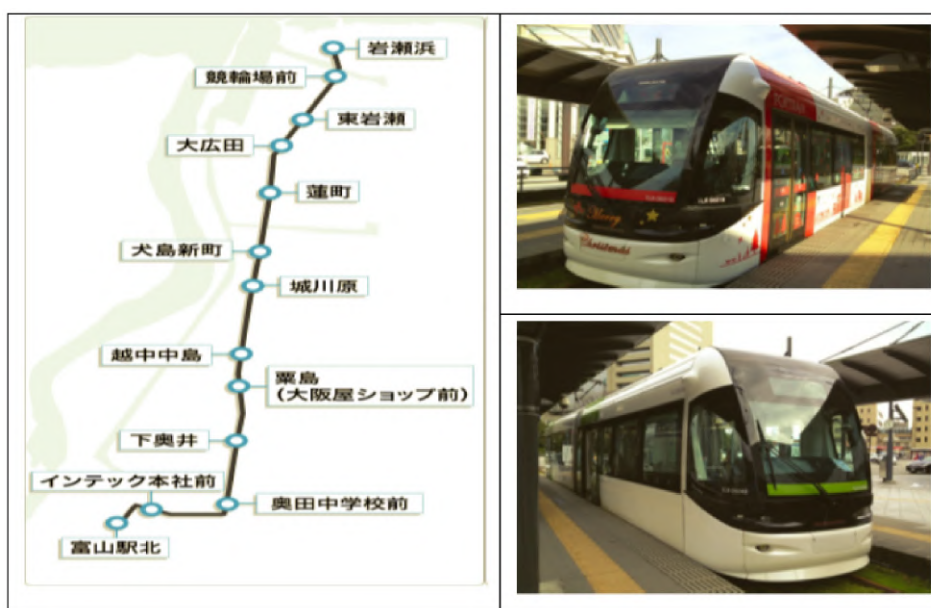 岩瀬浜
競輪場前
東岩瀬
大広田
蓮町
犬島新町
城川原
越中中島
粟島
(大阪屋ショップ前)
下奥井
インテック本社前
奥田中学校前
富山駅北
PORTRAM
Merry
Christmas